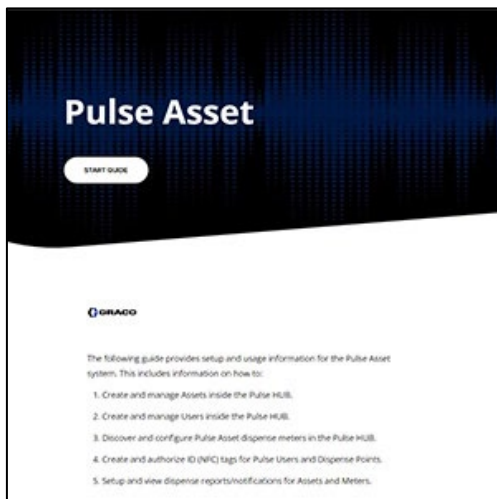 Pulse Asset
START GUIDE
GRACO
The following guide provides setup and usage information for the Pulse Asset
system. This includes information on how to:
1. Create and manage Assets inside the Pulse HUB.
2. Create and manage Users inside the Pulse HUB.
3. Discover and configure Pulse Asset dispense meters in the Pulse HUB.
4. Create and authorize ID (NFC) tags for Pulse Users and Dispense Points.
5. Setup and view dispense reports/notifications for Assets and Meters.